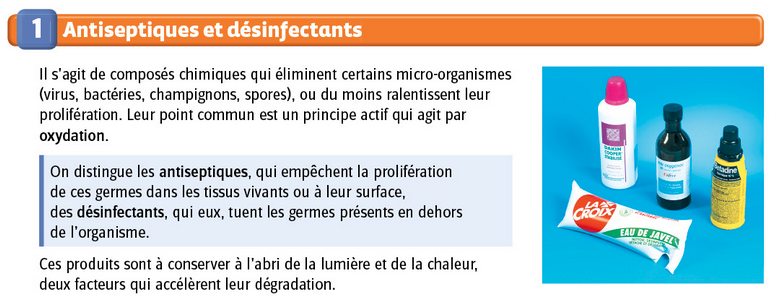 1 Antiseptiques et désinfectants
Il s'agit de composés chimiques qui éliminent certains micro-organismes
(virus, bactéries, champignons, spores), ou du moins ralentissent leur
prolifération. Leur point commun est un principe actif qui agit par
oxydation.
On distingue les antiseptiques, qui empêchent la prolifération
de ces germes dans les tissus vivants ou à leur surface,
des désinfectants, qui eux, tuent les germes présents en dehors
de l'organisme.
Ces produits sont à conserver à l'abri de la lumière et de la chaleur,
deux facteurs qui accélèrent leur dégradation.
DAKIN
COOPER
STABILISÉ
Bétadine
LA
CROIX
EAU DE JAVEL